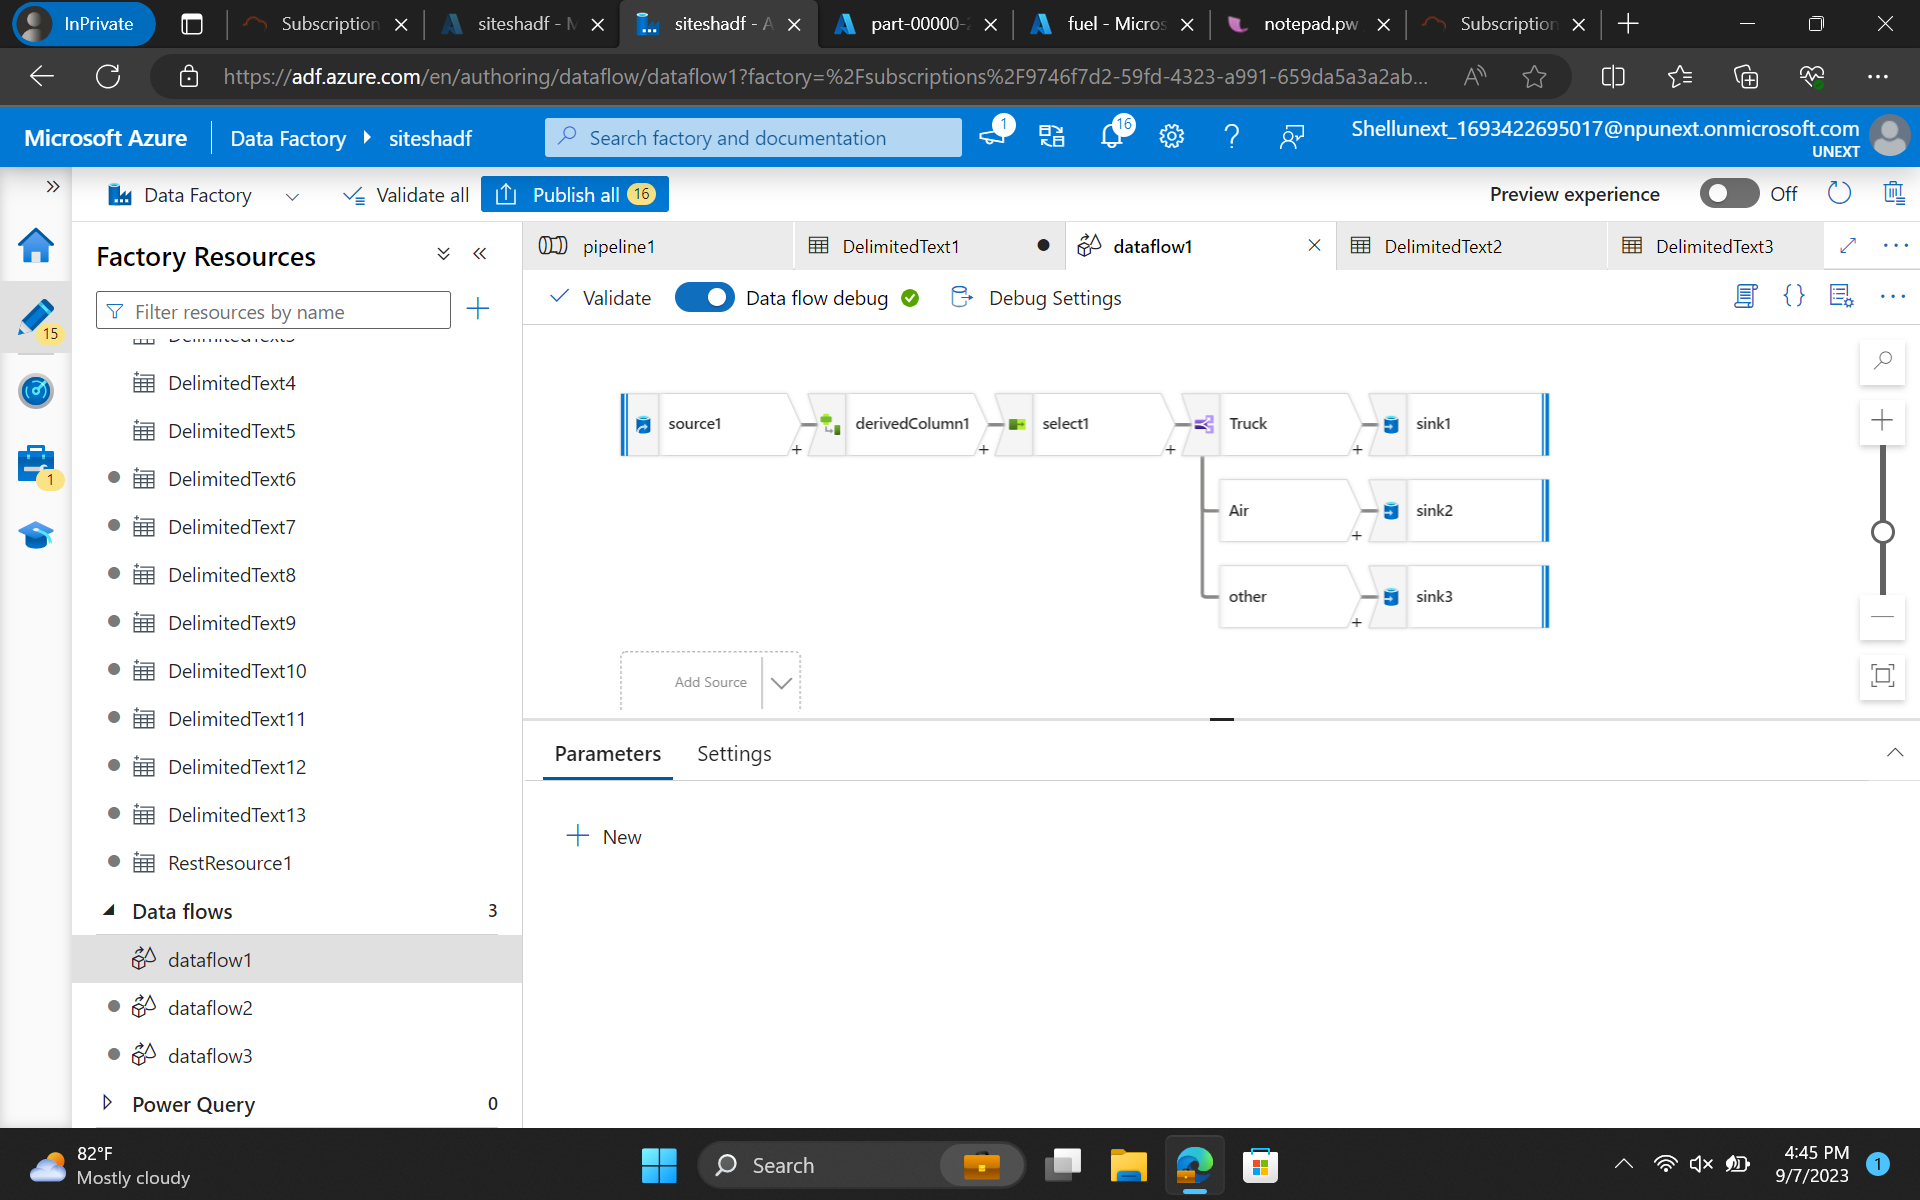 InPrivate
Subscription
siteshadf - M
siteshadf - A
part-00000-2
fuel - Micros
notepad.pw
Subscription
https://adf.azure.com/en/authoring/dataflow/dataflow1?factory=%2Fsubscriptions%2F9746f7d2-59fd-4323-a991-659da5a3a2ab...
Microsoft Azure
Data Factory
siteshadf
Search factory and documentation
1
16
Shellunext_1693422695017@npunext.onmicrosoft.com
UNEXT
Data Factory
Validate all
Publish all 16
Preview experience
Off
Factory Resources
Filter resources by name
15
1
DelimitedText3
DelimitedText4
DelimitedText5
DelimitedText6
DelimitedText7
DelimitedText8
DelimitedText9
DelimitedText10
DelimitedText11
DelimitedText12
DelimitedText13
RestResource1
Data flows 3
dataflow1
dataflow2
dataflow3
Power Query 0
pipeline1
DelimitedText1
dataflow1
DelimitedText2
DelimitedText3
Validate
Data flow debug
Debug Settings
source1
derivedColumn1
select1
Truck
sink1
Air
sink2
other
sink3
Add Source
Parameters
Settings
New
82°F
Mostly cloudy
Search
4:45 PM
9/7/2023
1